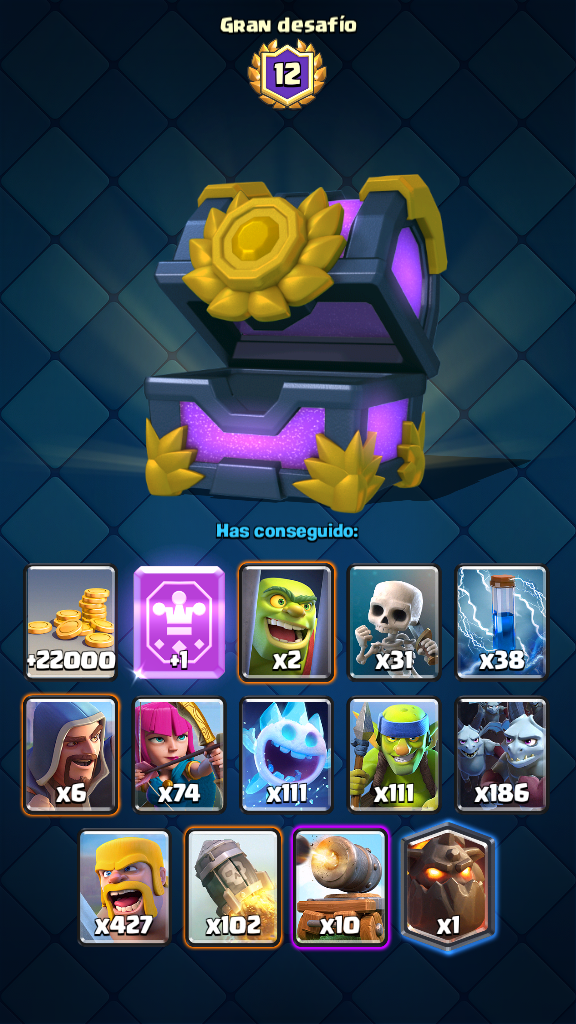 Gran desafío
12
Has conseguido:
+22000
+1
x2
x31
x38
x6
x74
x111
x111
x186
x427
x102
x10
x1